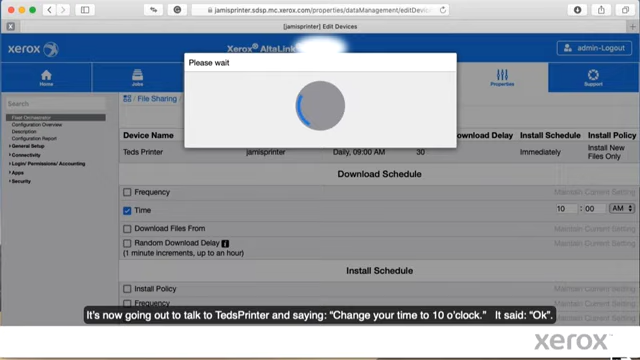 jamisprinter.sdsp.mc.xerox.com/properties/dataManagement/editDevic
[jamisprinter] Edit Devices
xerox
Xerox® AltaLink
admin-Logout
Please wait
Home
Jobs
Properties
Support
Search
Fleet Orchestrator
Configuration Overview
Description
Configuration Report
General Setup
Connectivity
Login/ Permissions/ Accounting
Apps
Security
/ File Sharing /
Device Name
Download Delay Install Schedule Install Policy
Teds Printer jamisprinter Daily, 09:00 AM 30 Immediately Install New Files Only
Download Schedule
Frequency Maintain Current Setting
Time 10 : 00 AM
Download Files From Maintain Current Setting
Random Download Delay i Maintain Current Setting
(1 minute increments, up to an hour)
Install Schedule
Install Policy Maintain Current Setting
Frequency
It's now going out to talk to TedsPrinter and saying: “Change your time to 10 o'clock.” It said: “Ok”.
xerox